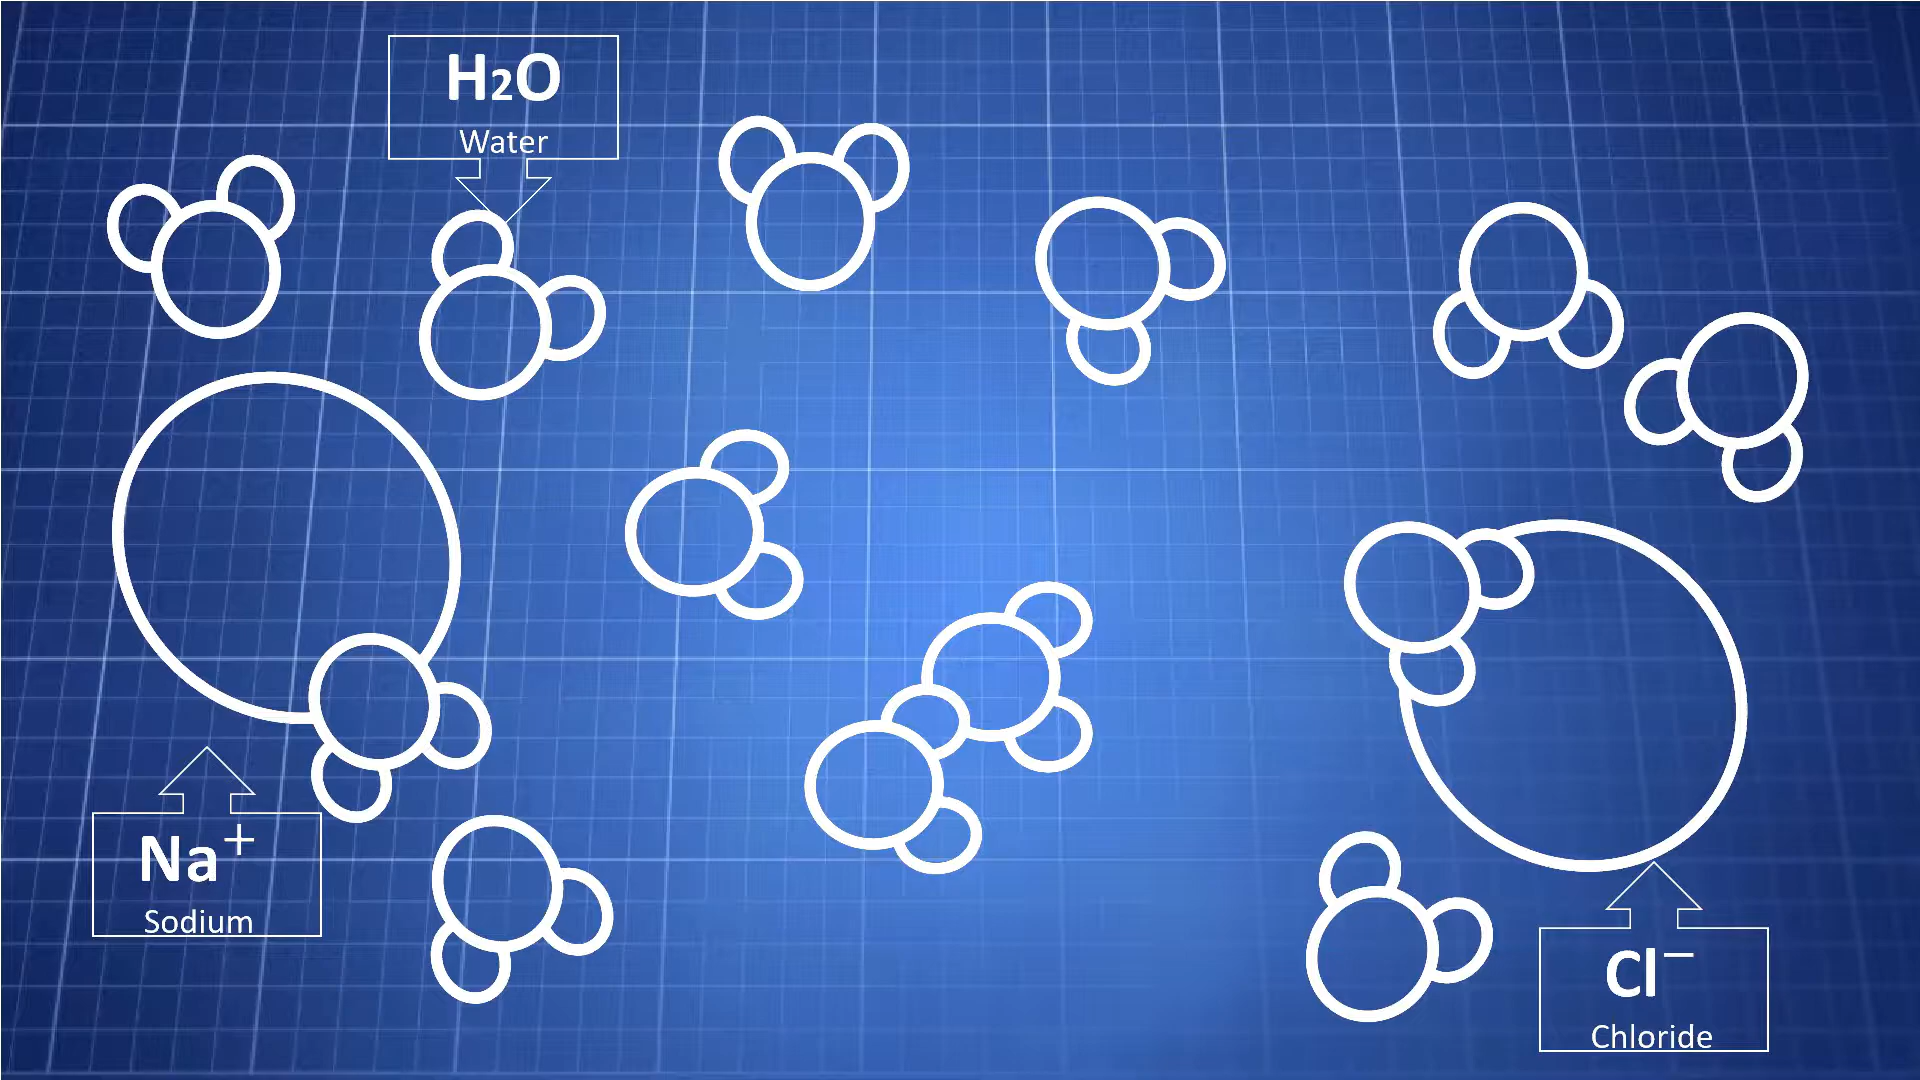 H₂O
Water
Na⁺
Sodium
Cl⁻
Chloride